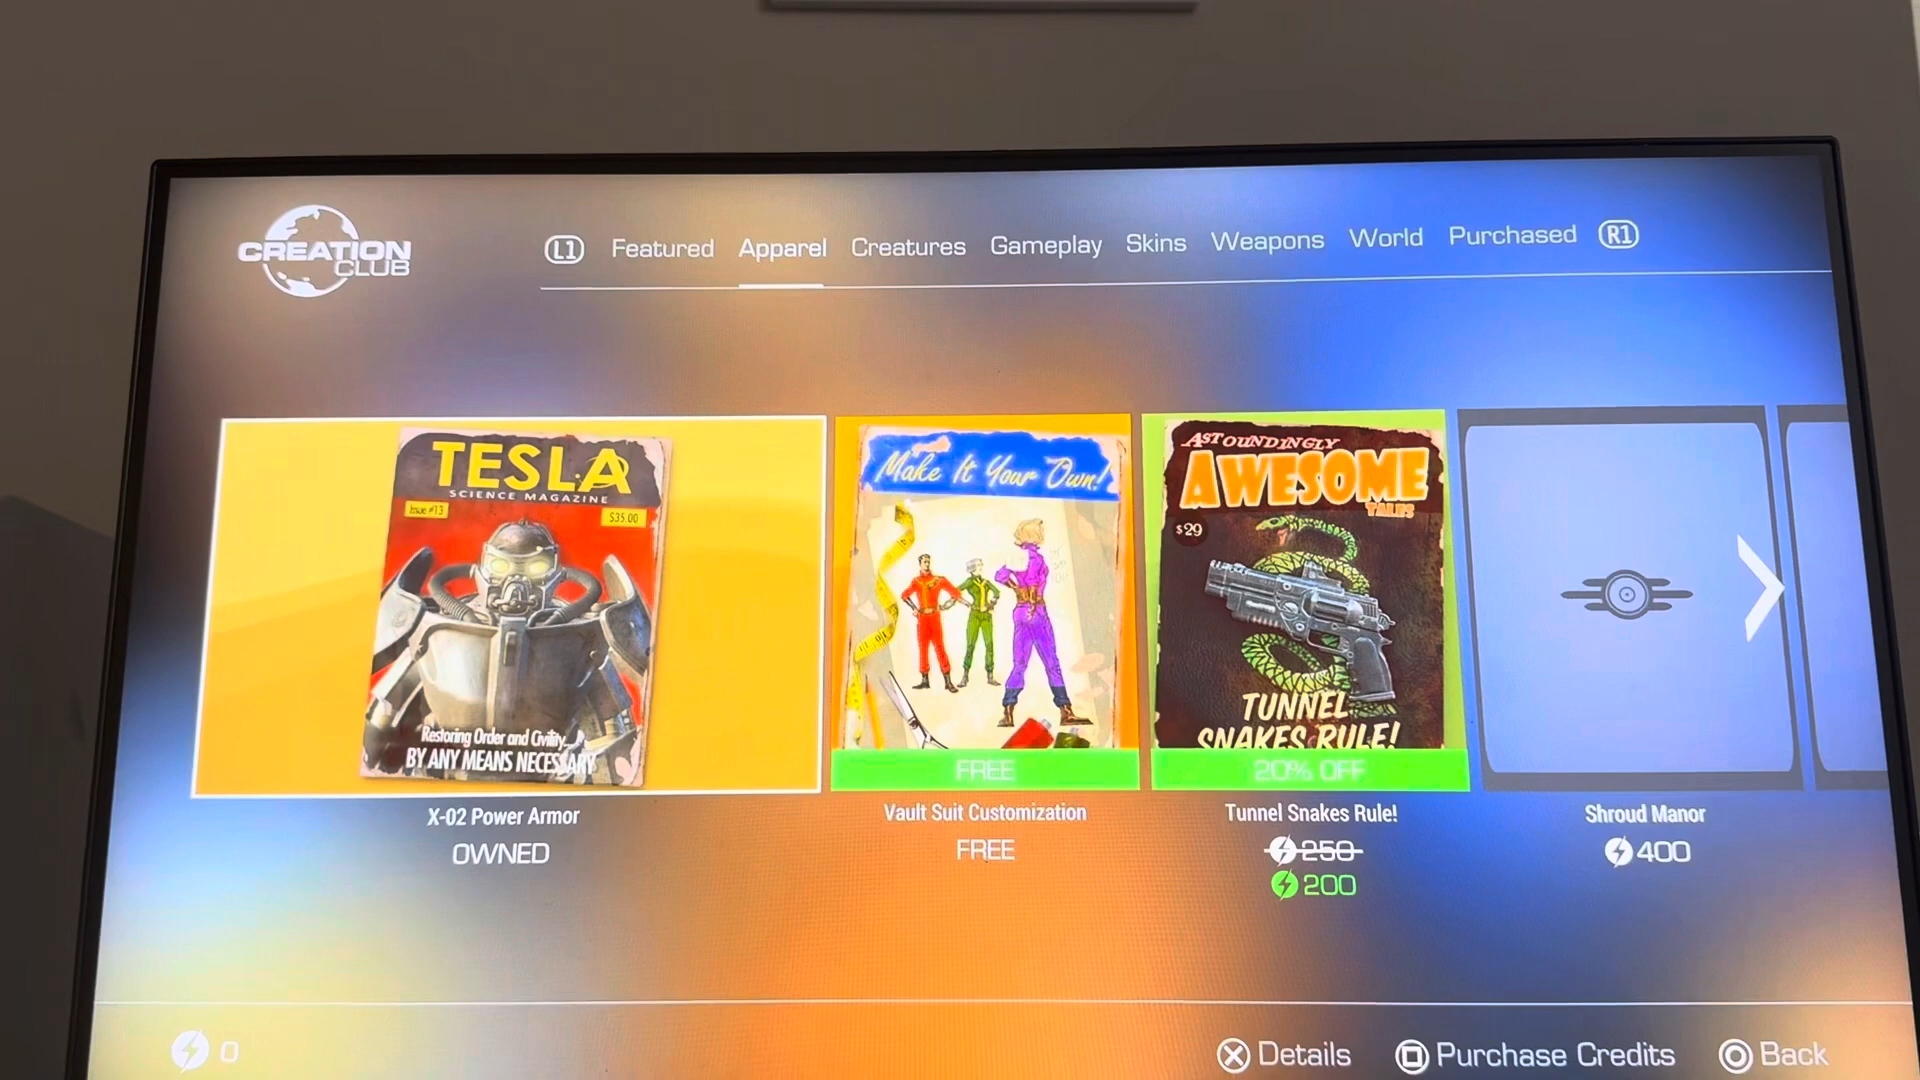 CREATION
CLUB
L1 Featured Apparel Creatures Gameplay Skins Weapons World Purchased R1
TESLA
SCIENCE MAGAZINE
Issue #13
$35.00
Restoring Order and Civility...
BY ANY MEANS NECESSARY
X-02 Power Armor
OWNED
Make It Your Own!
FREE
Vault Suit Customization
FREE
ASTOUNDINGLY
AWESOME
TALES
$29
TUNNEL
SNAKES RULE!
20% OFF
Tunnel Snakes Rule!
250
200
Shroud Manor
400
0
Details Purchase Credits Back